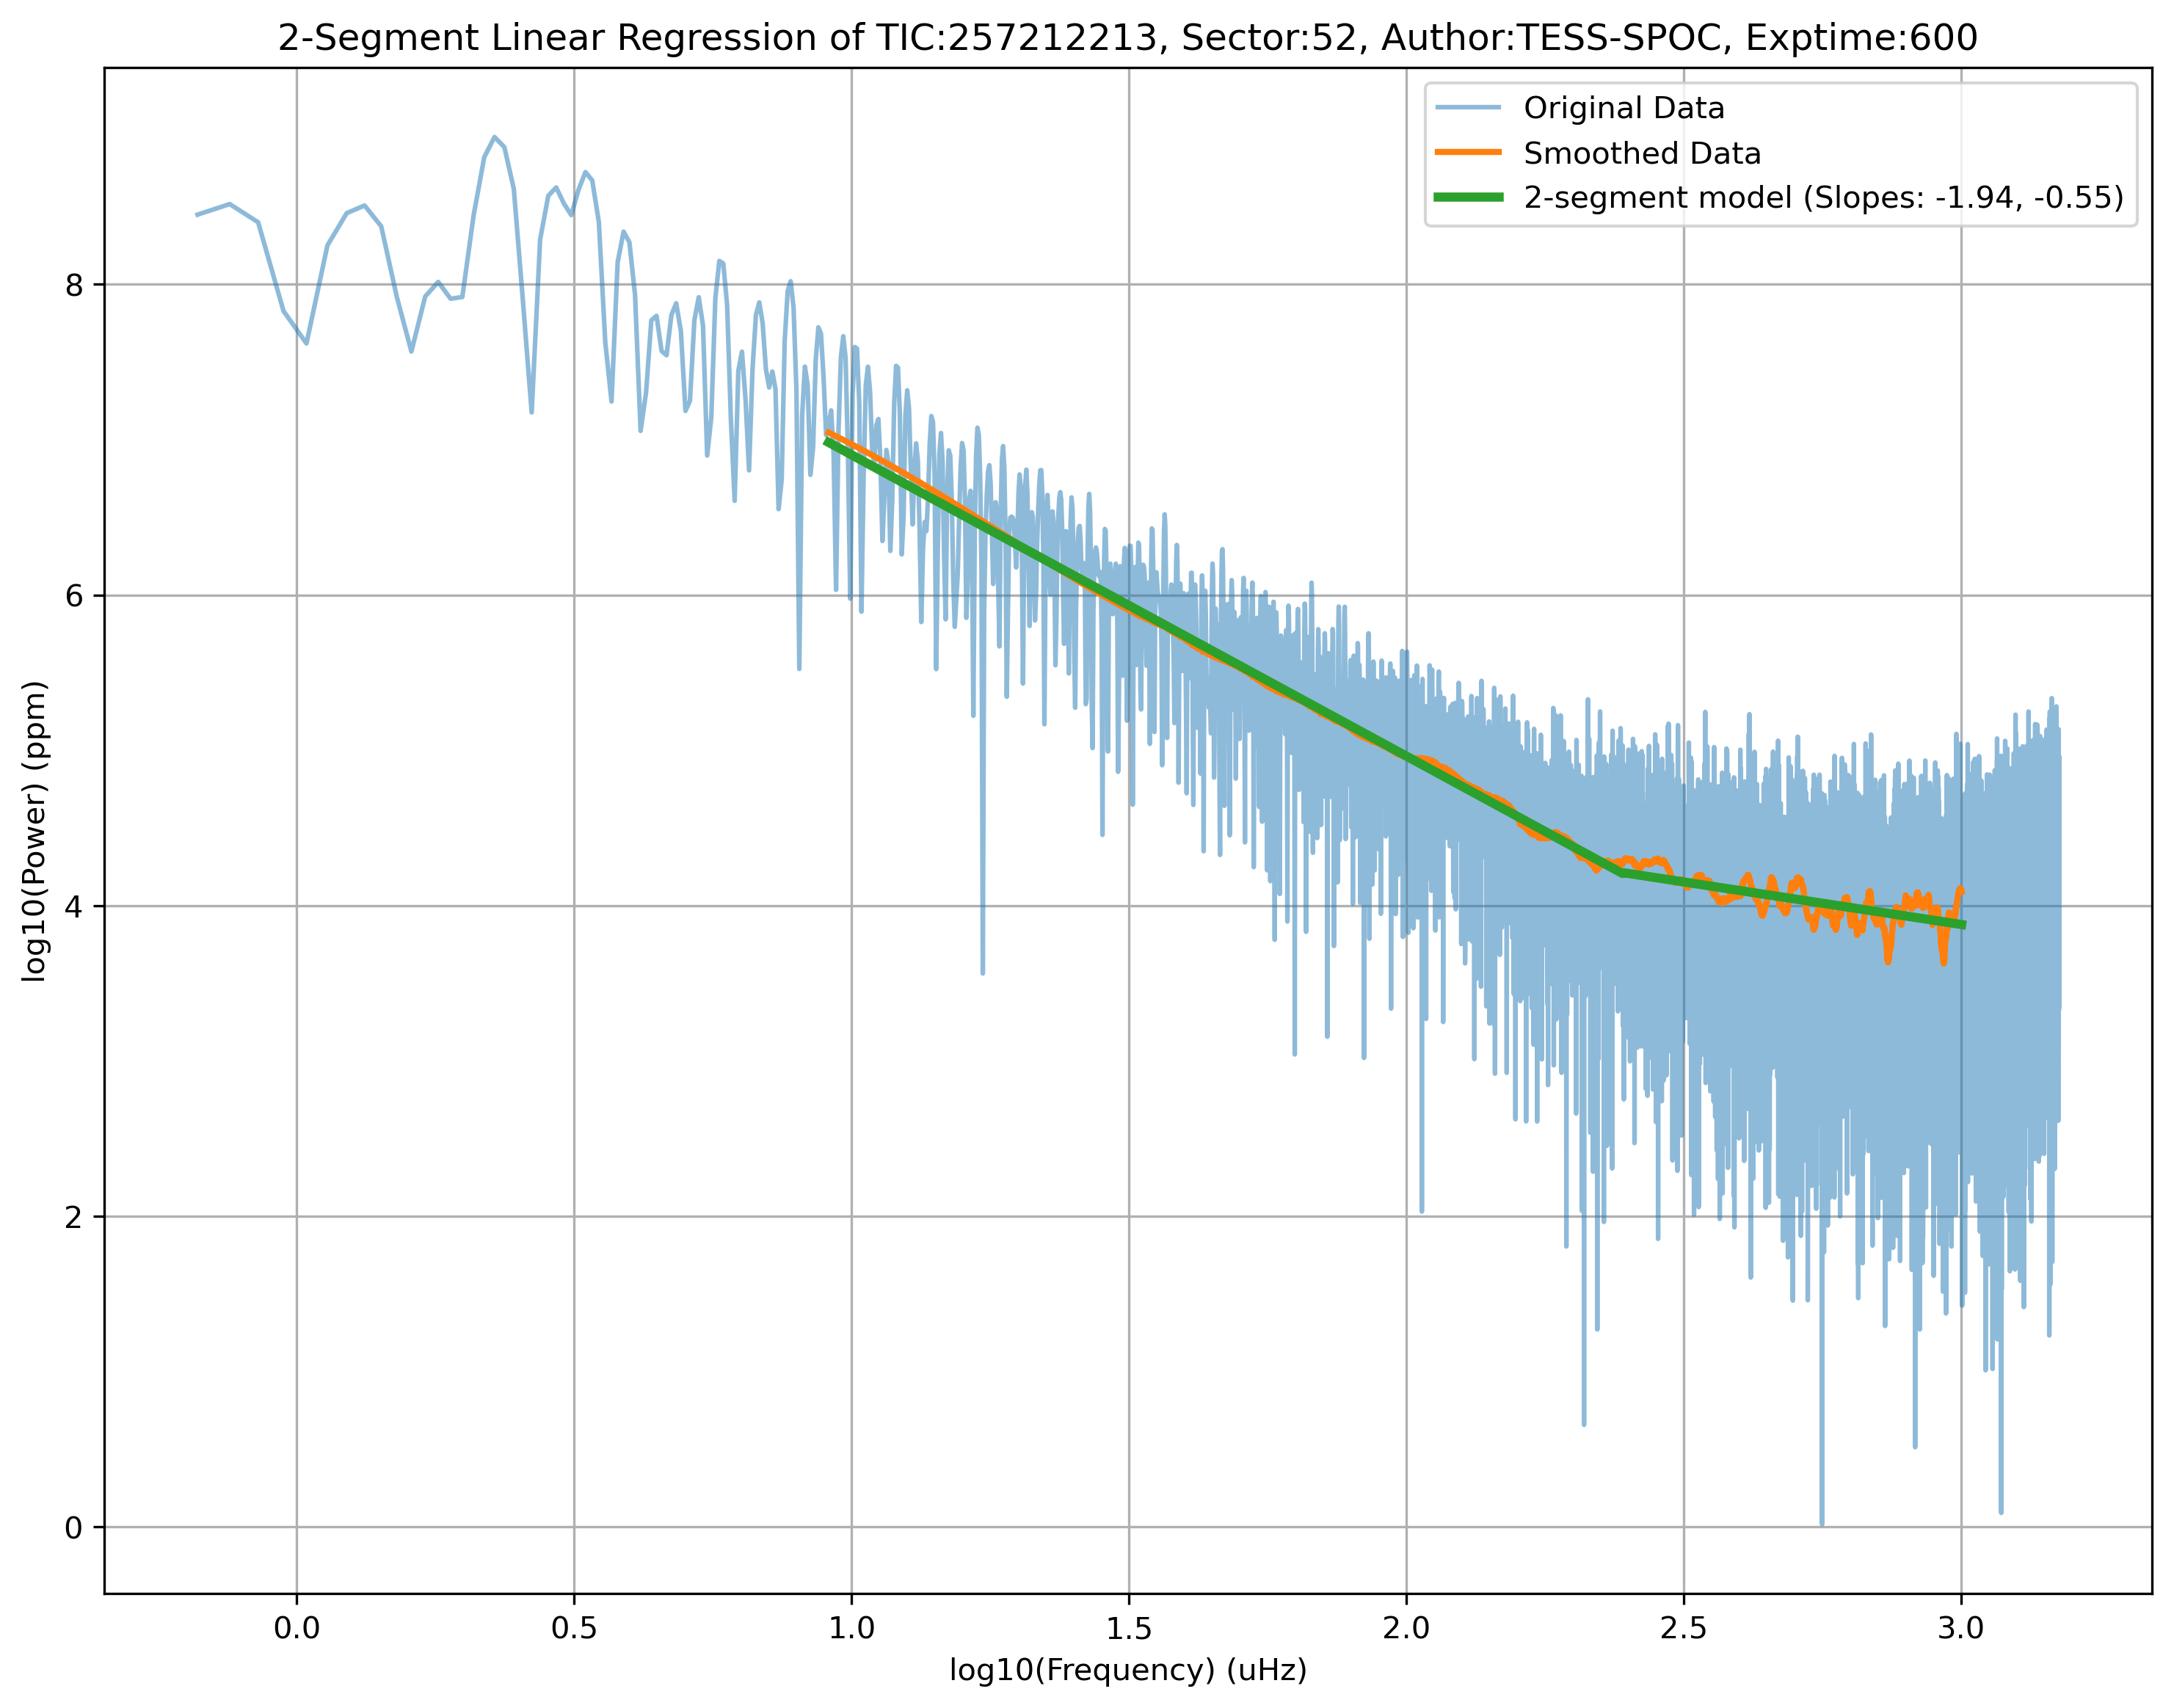 2-Segment Linear Regression of TIC:257212213, Sector:52, Author:TESS-SPOC, Exptime:600
Original Data
Smoothed Data
2-segment model (Slopes: -1.94, -0.55)
log10(Power) (ppm)
8
6
4
2
0
0.0 0.5 1.0 1.5 2.0 2.5 3.0
log10(Frequency) (uHz)